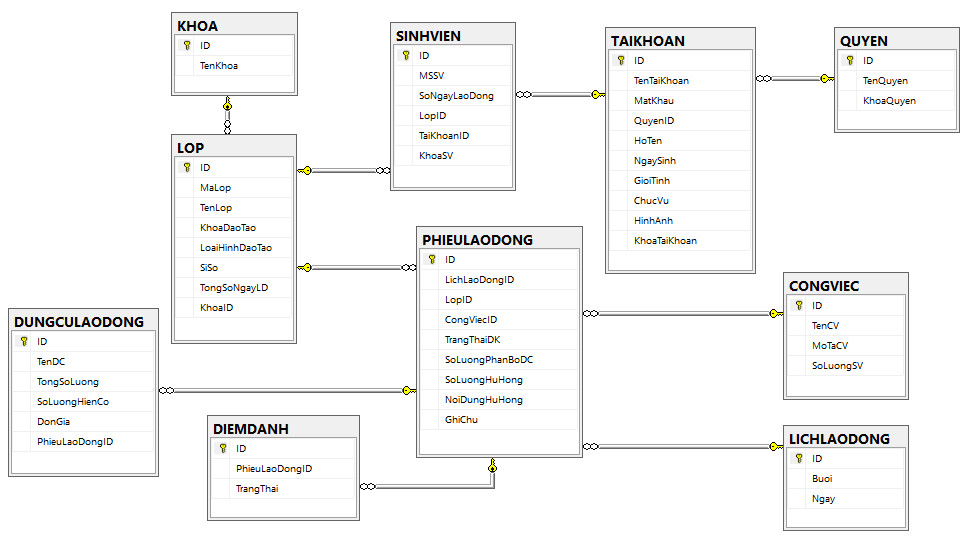 KHOA
ID
TenKhoa
SINHVIEN
ID
MSSV
SoNgayLaoDong
LopID
TaiKhoanID
KhoaSV
TAIKHOAN
ID
TenTaiKhoan
MatKhau
QuyenID
HoTen
NgaySinh
GioiTinh
ChucVu
HinhAnh
KhoaTaiKhoan
QUYEN
ID
TenQuyen
KhoaQuyen
LOP
ID
MaLop
TenLop
KhoaDaoTao
LoaiHinhDaoTao
SiSo
TongSoNgayLD
KhoaID
PHIEULAODONG
ID
LichLaoDongID
LopID
CongViecID
TrangThaiDK
SoLuongPhanBoDC
SoLuongHuHong
NoiDungHuHong
GhiChu
CONGVIEC
ID
TenCV
MoTaCV
SoLuongSV
DUNGCULAODONG
ID
TenDC
TongSoLuong
SoLuongHienCo
DonGia
PhieuLaoDongID
DIEMDANH
ID
PhieuLaoDongID
TrangThai
LICHLAODONG
ID
Buoi
Ngay